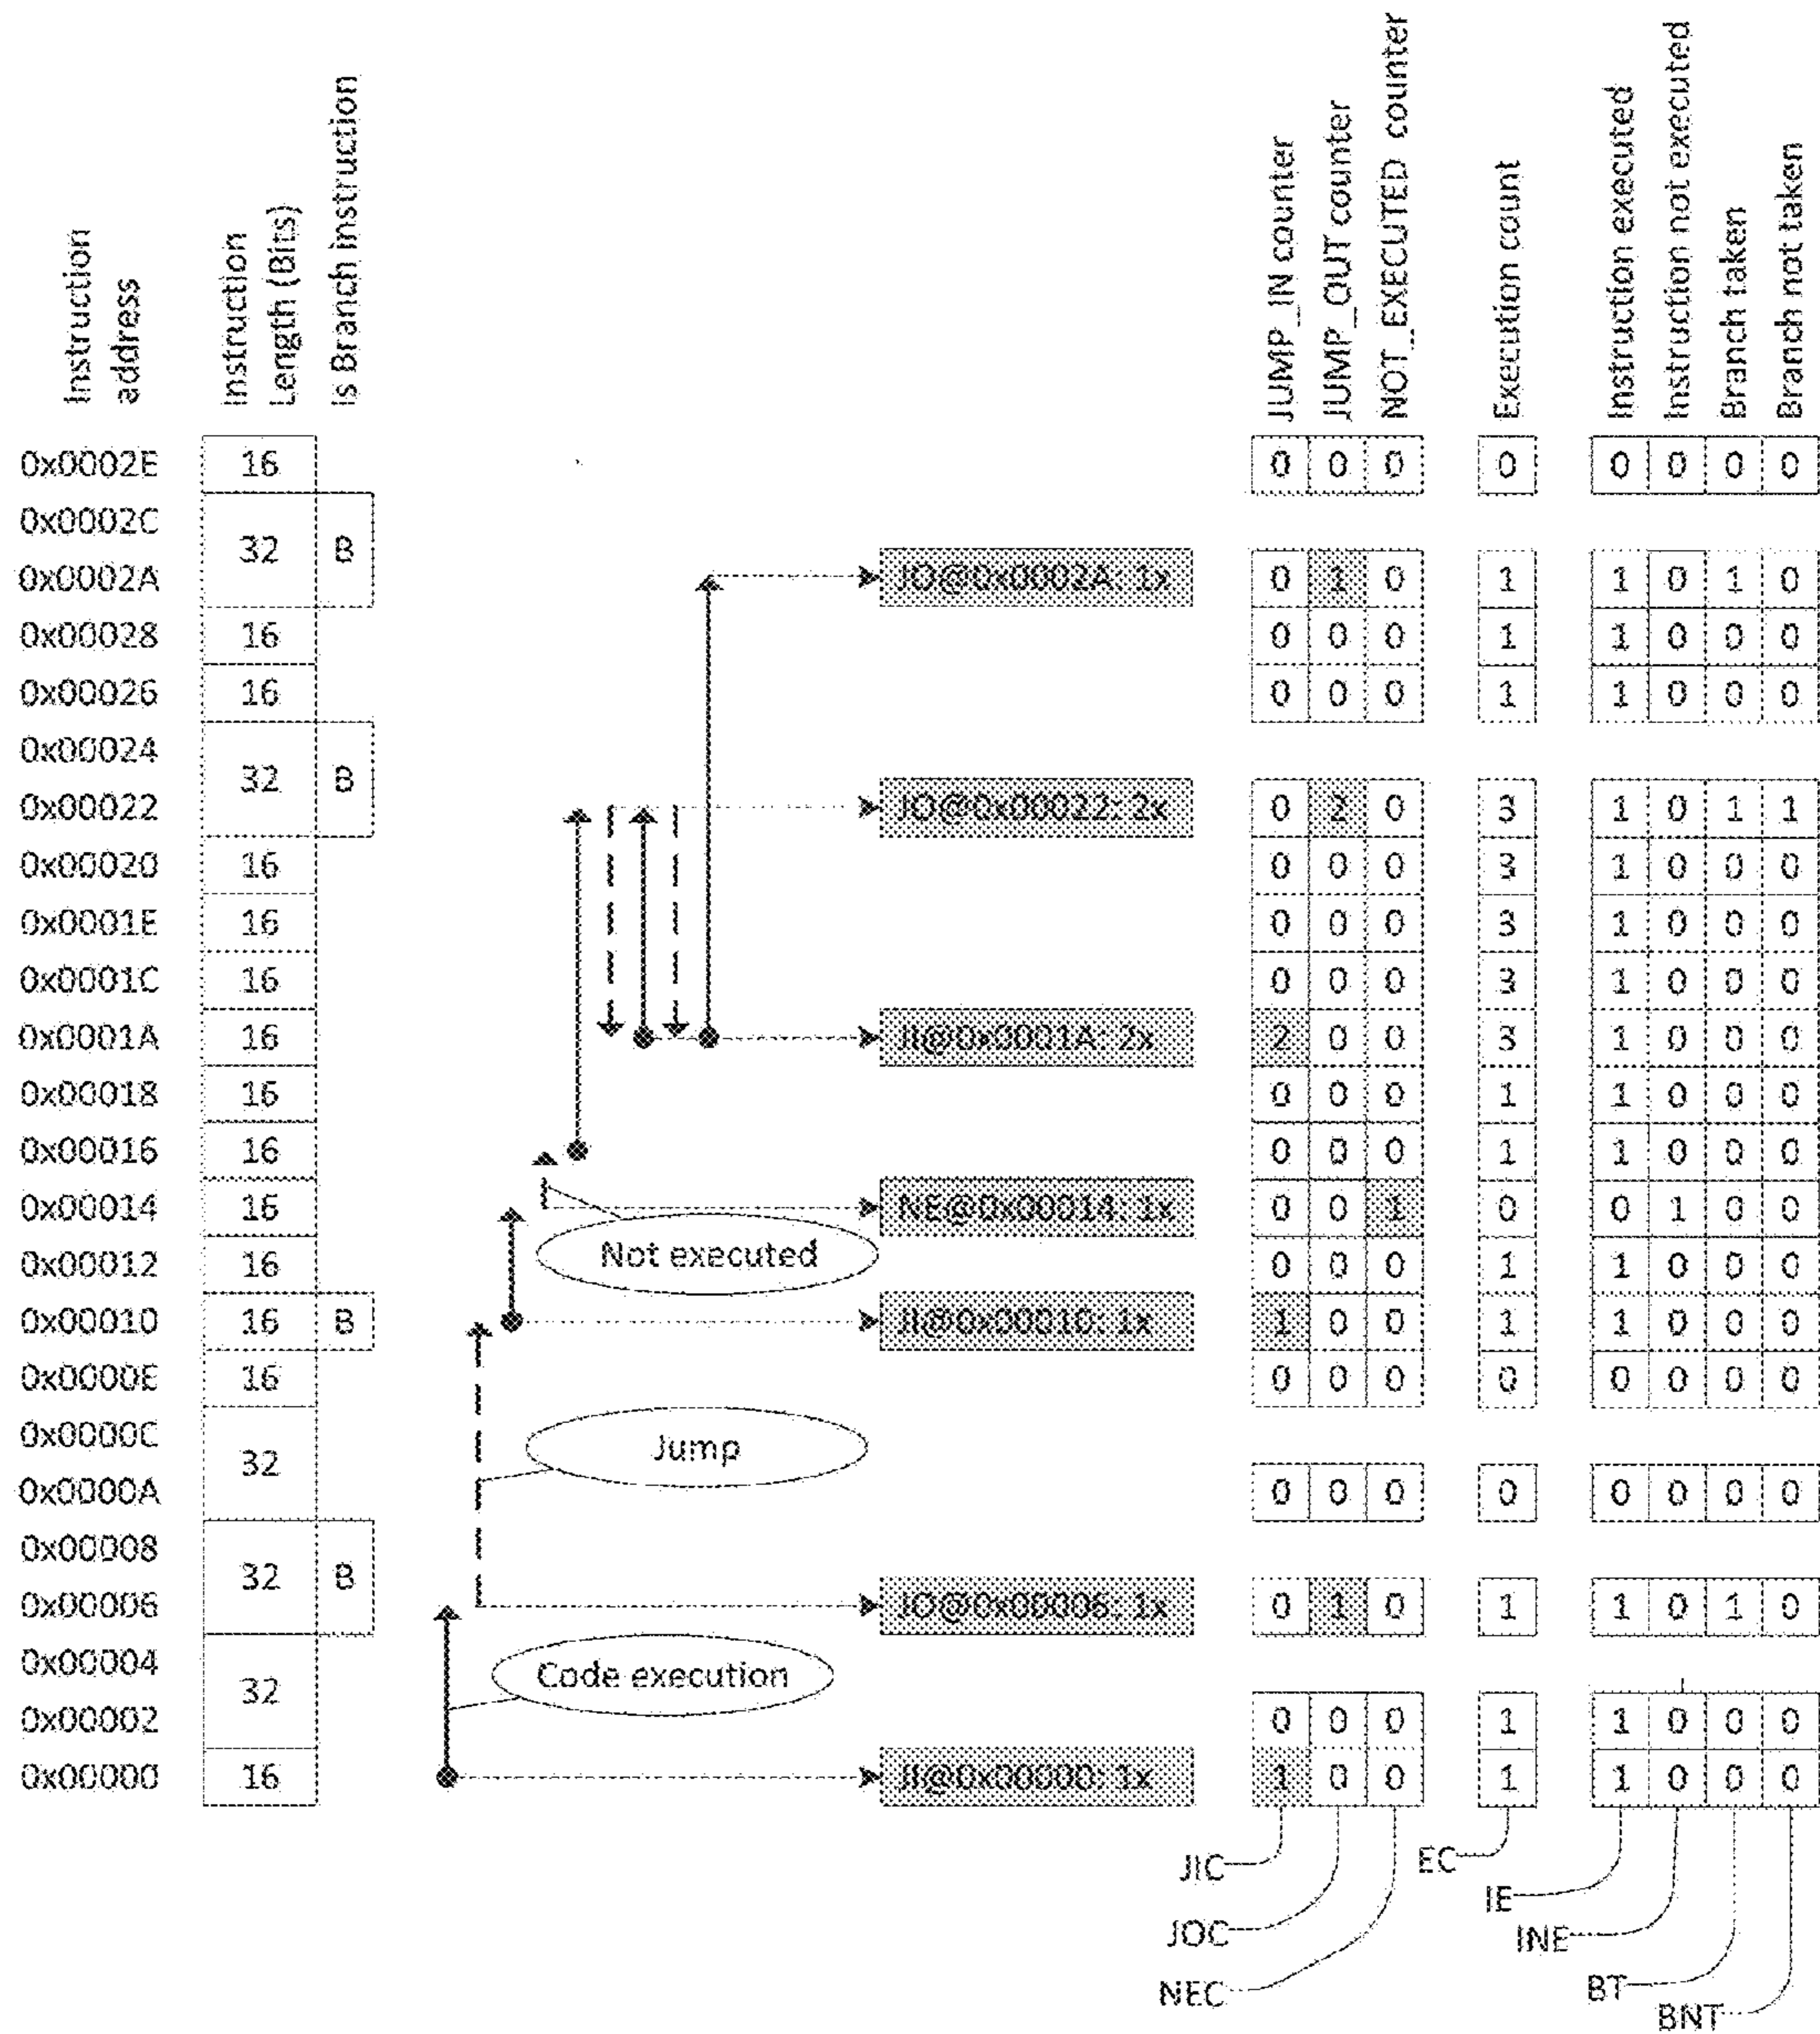 Instruction address
Instruction Length (Bits)
Is Branch instruction
JUMP_IN counter
JUMP_OUT counter
NOT_EXECUTED counter
Execution count
Instruction executed
Instruction not executed
Branch taken
Branch not taken
0x0002E 16 0 0 0 0 0 0 0 0
0x0002C
32 B
0x0002A JO@0x0002A: 1x 0 1 0 1 1 0 1 0
0x00028 16 0 0 0 1 1 0 0 0
0x00026 16 0 0 0 1 1 0 0 0
0x00024
32 B
0x00022 JO@0x00022: 2x 0 2 0 3 1 0 1 1
0x00020 16 0 0 0 3 1 0 0 0
0x0001E 16 0 0 0 3 1 0 0 0
0x0001C 16 0 0 0 3 1 0 0 0
0x0001A 16 JI@0x0001A: 2x 2 0 0 3 1 0 0 0
0x00018 16 0 0 0 1 1 0 0 0
0x00016 16 0 0 0 1 1 0 0 0
0x00014 16 NE@0x00014: 1x 0 0 1 0 0 1 0 0
Not executed
0x00012 16 0 0 0 1 1 0 0 0
0x00010 16 B JI@0x00010: 1x 1 0 0 1 1 0 0 0
0x0000E 16 0 0 0 0 0 0 0 0
0x0000C
32 Jump
0x0000A 0 0 0 0 0 0 0 0
0x00008
32 B
0x00006 JO@0x00006: 1x 0 1 0 1 1 0 1 0
0x00004
32 Code execution
0x00002 0 0 0 1 1 0 0 0
0x00000 16 JI@0x00000: 1x 1 0 0 1 1 0 0 0
JIC
JOC
NEC
EC
IE
INE
BT
BNT